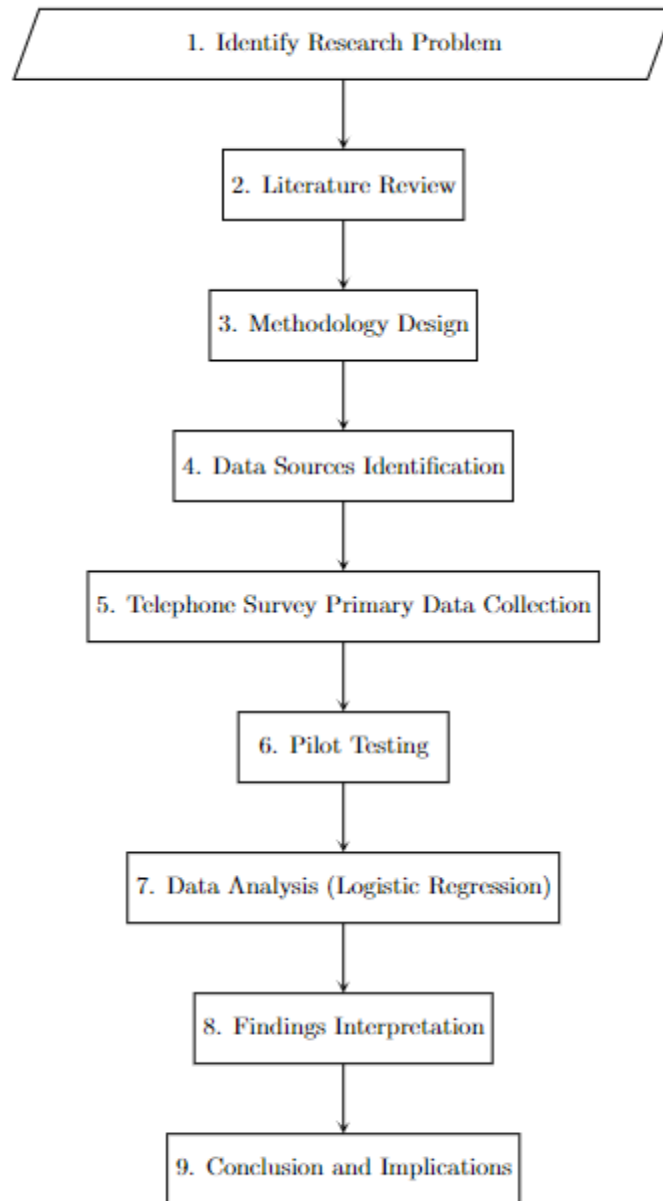 1. Identify Research Problem
2. Literature Review
3. Methodology Design
4. Data Sources Identification
5. Telephone Survey Primary Data Collection
6. Pilot Testing
7. Data Analysis (Logistic Regression)
8. Findings Interpretation
9. Conclusion and Implications